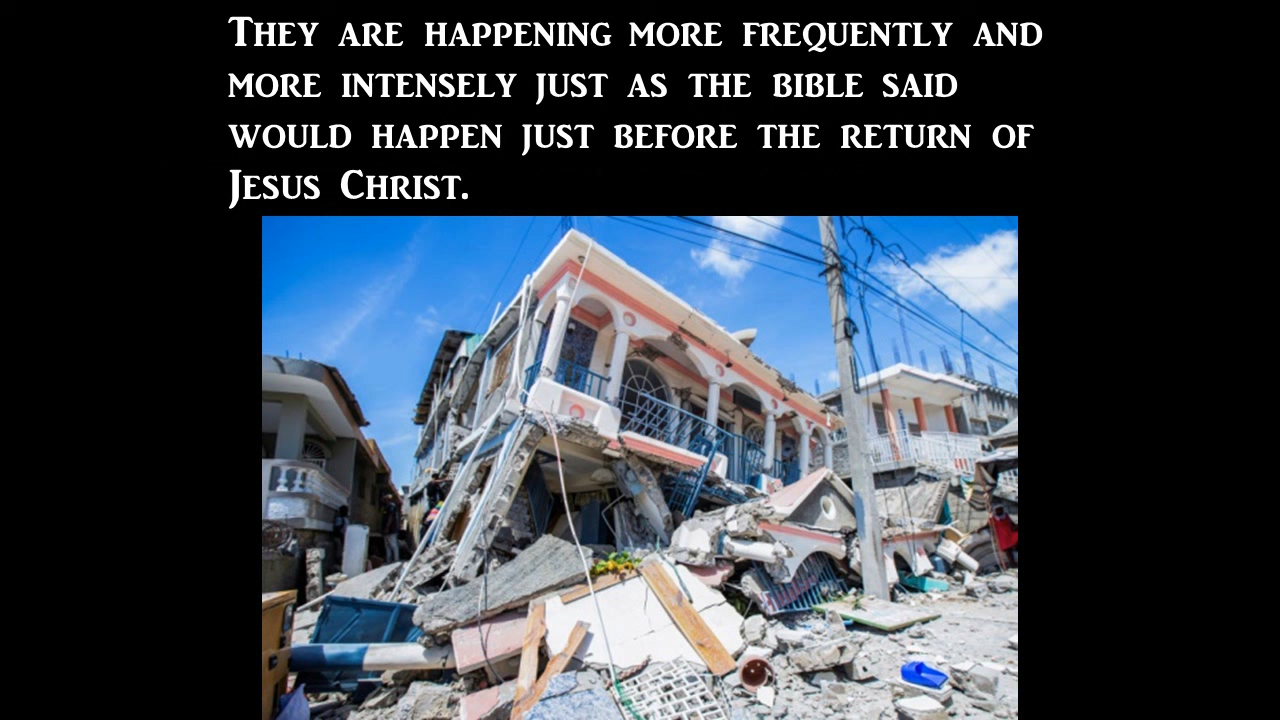 They are happening more frequently and
more intensely just as the bible said
would happen just before the return of
Jesus Christ.